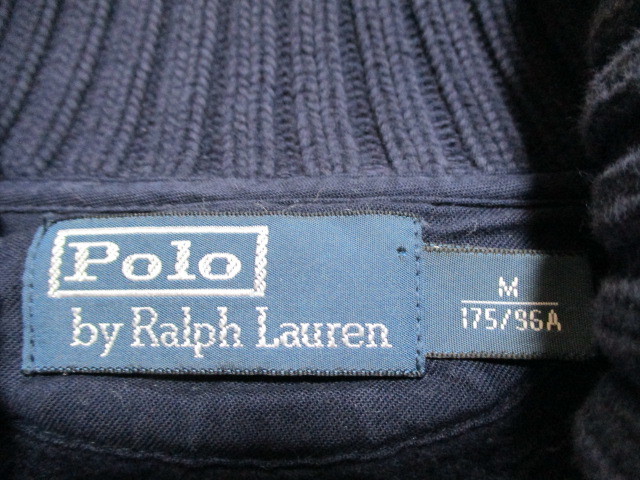 Polo
by Ralph Lauren
M
175/96A